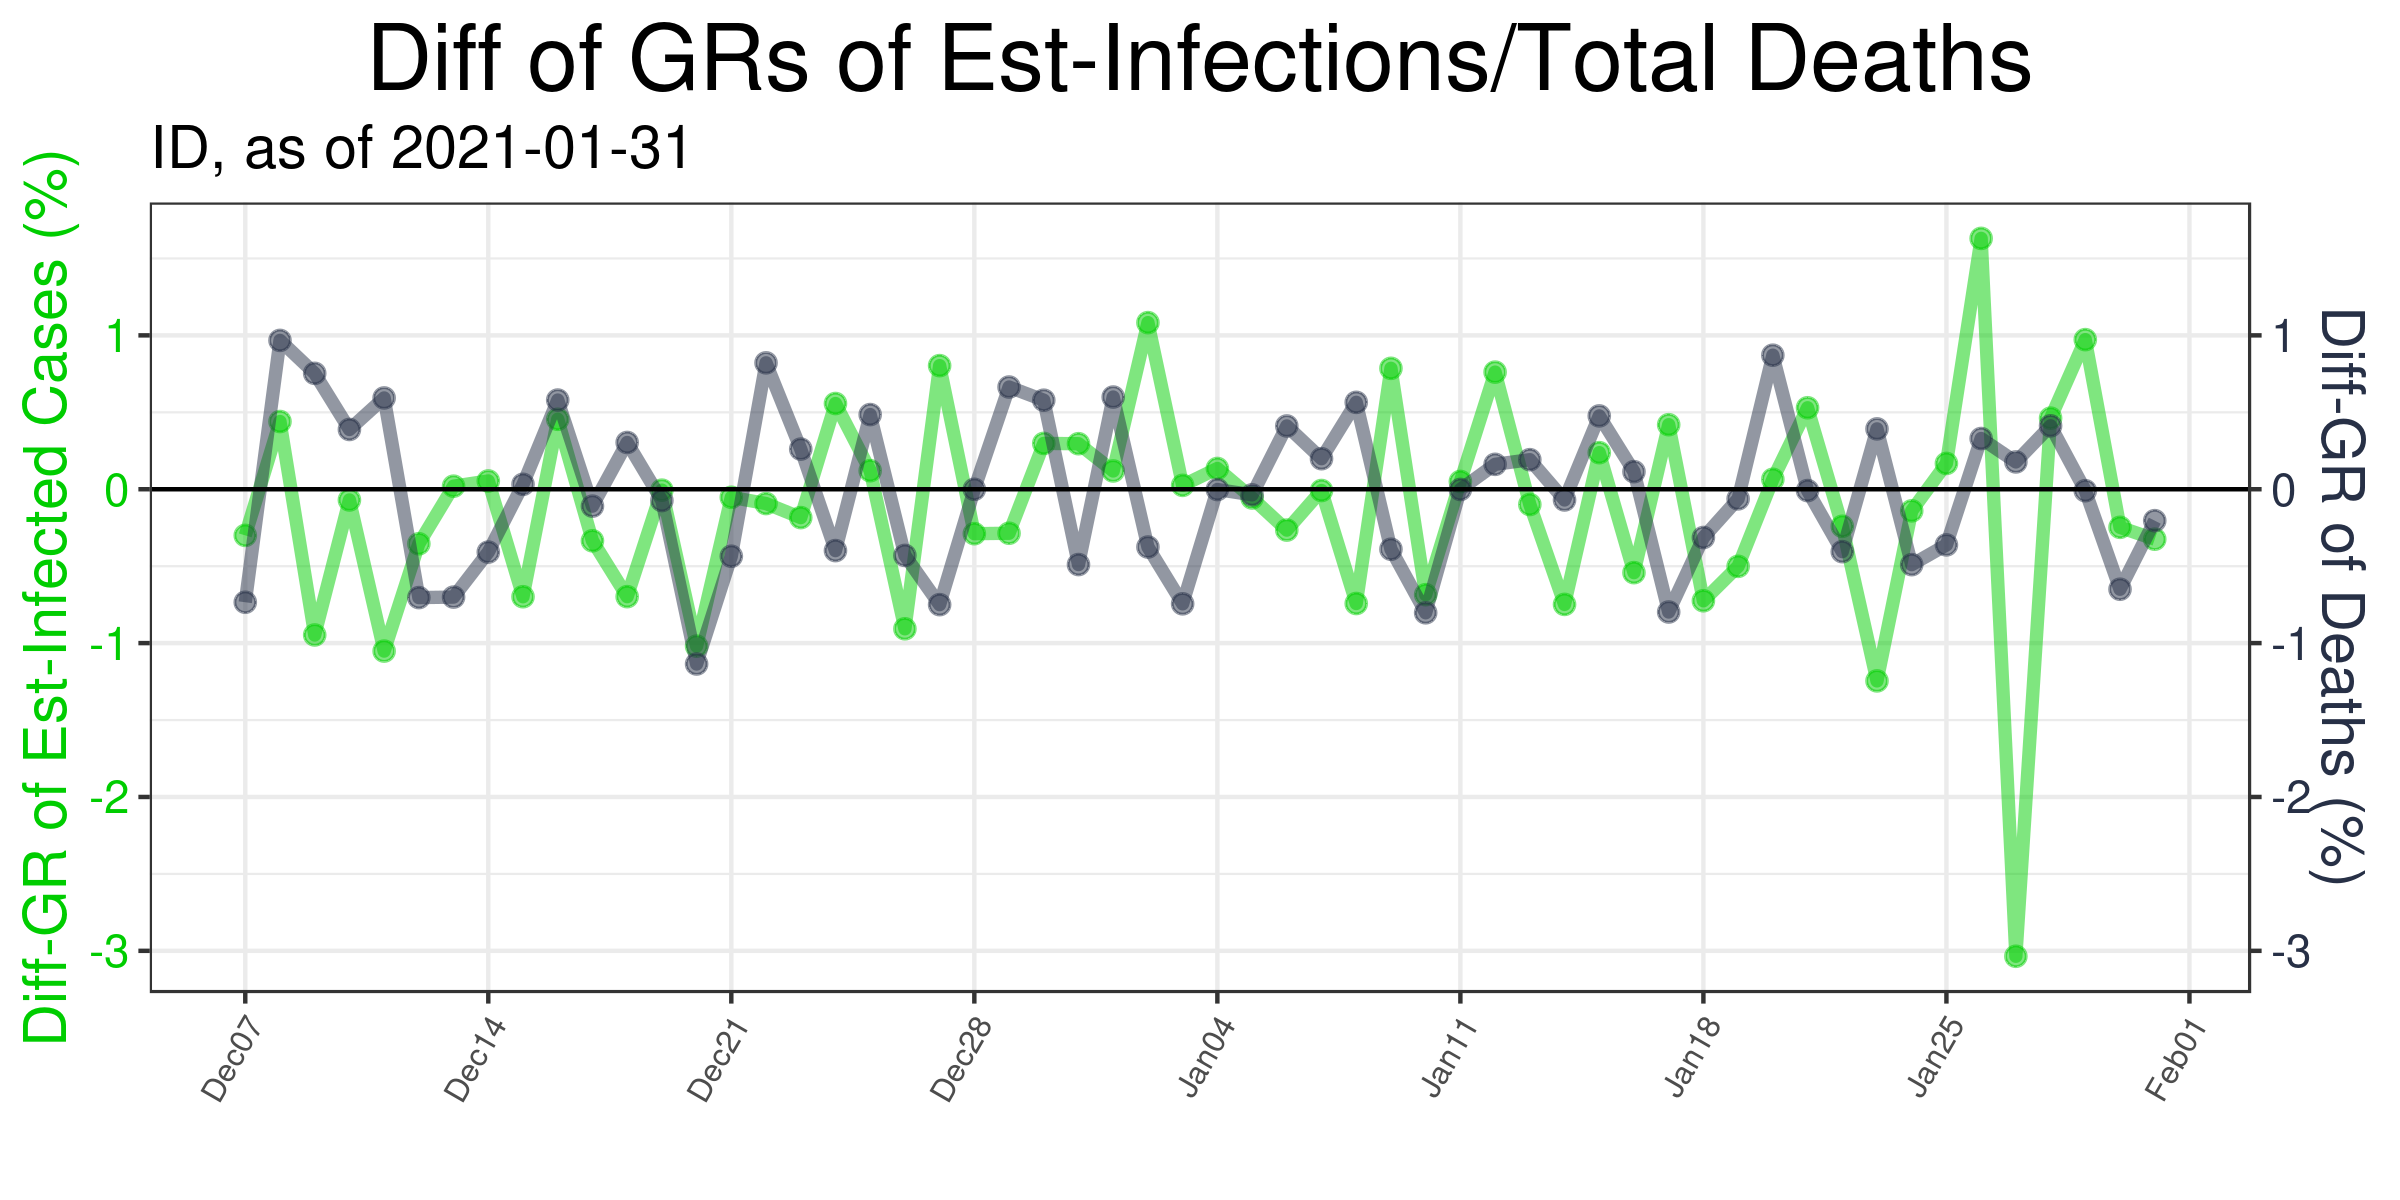 Diff of GRs of Est-Infections/Total Deaths
ID, as of 2021-01-31
Diff-GR of Est-Infected Cases (%)
1
0
-1
-2
-3
1
0
-1
-2
-3
Diff-GR of Deaths (%)
Dec07
Dec14
Dec21
Dec28
Jan04
Jan11
Jan18
Jan25
Feb01